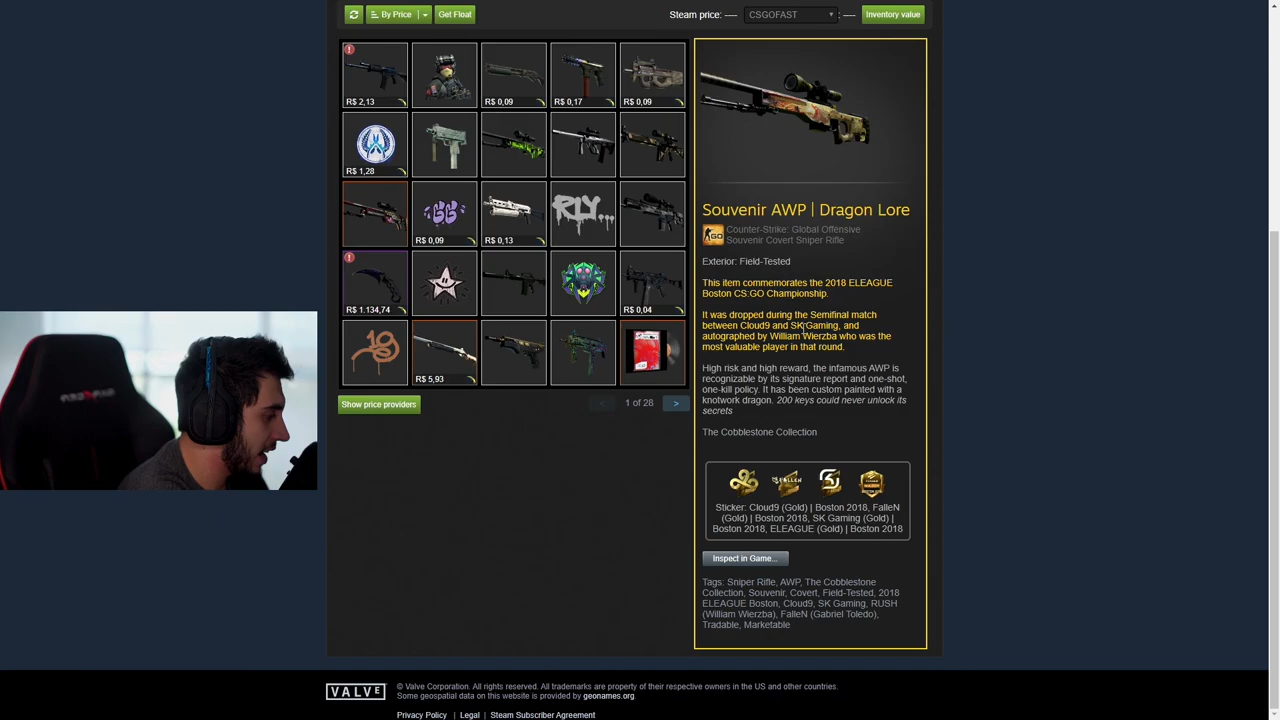 By Price
Get Float
Steam price: ----
CSGOFAST
: ----
Inventory value
R$ 2,13
R$ 0,09
R$ 0,17
R$ 0,09
R$ 1,28
R$ 0,09
R$ 0,13
RLY...
R$ 1.134,74
R$ 0,04
R$ 5,93
Show price providers
<
1 of 28
>
Souvenir AWP | Dragon Lore
GO
Counter-Strike: Global Offensive
Souvenir Covert Sniper Rifle
Exterior: Field-Tested
This item commemorates the 2018 ELEAGUE
Boston CS:GO Championship.
It was dropped during the Semifinal match
between Cloud9 and SK Gaming, and
autographed by William Wierzba who was the
most valuable player in that round.
High risk and high reward, the infamous AWP is
recognizable by its signature report and one-shot,
one-kill policy. It has been custom painted with a
knotwork dragon. 200 keys could never unlock its
secrets
The Cobblestone Collection
Sticker: Cloud9 (Gold) | Boston 2018, FalleN
(Gold) | Boston 2018, SK Gaming (Gold) |
Boston 2018, ELEAGUE (Gold) | Boston 2018
Inspect in Game...
Tags: Sniper Rifle, AWP, The Cobblestone
Collection, Souvenir, Covert, Field-Tested, 2018
ELEAGUE Boston, Cloud9, SK Gaming, RUSH
(William Wierzba), FalleN (Gabriel Toledo),
Tradable, Marketable
VALVE
© Valve Corporation. All rights reserved. All trademarks are property of their respective owners in the US and other countries.
Some geospatial data on this website is provided by geonames.org.
Privacy Policy | Legal | Steam Subscriber Agreement